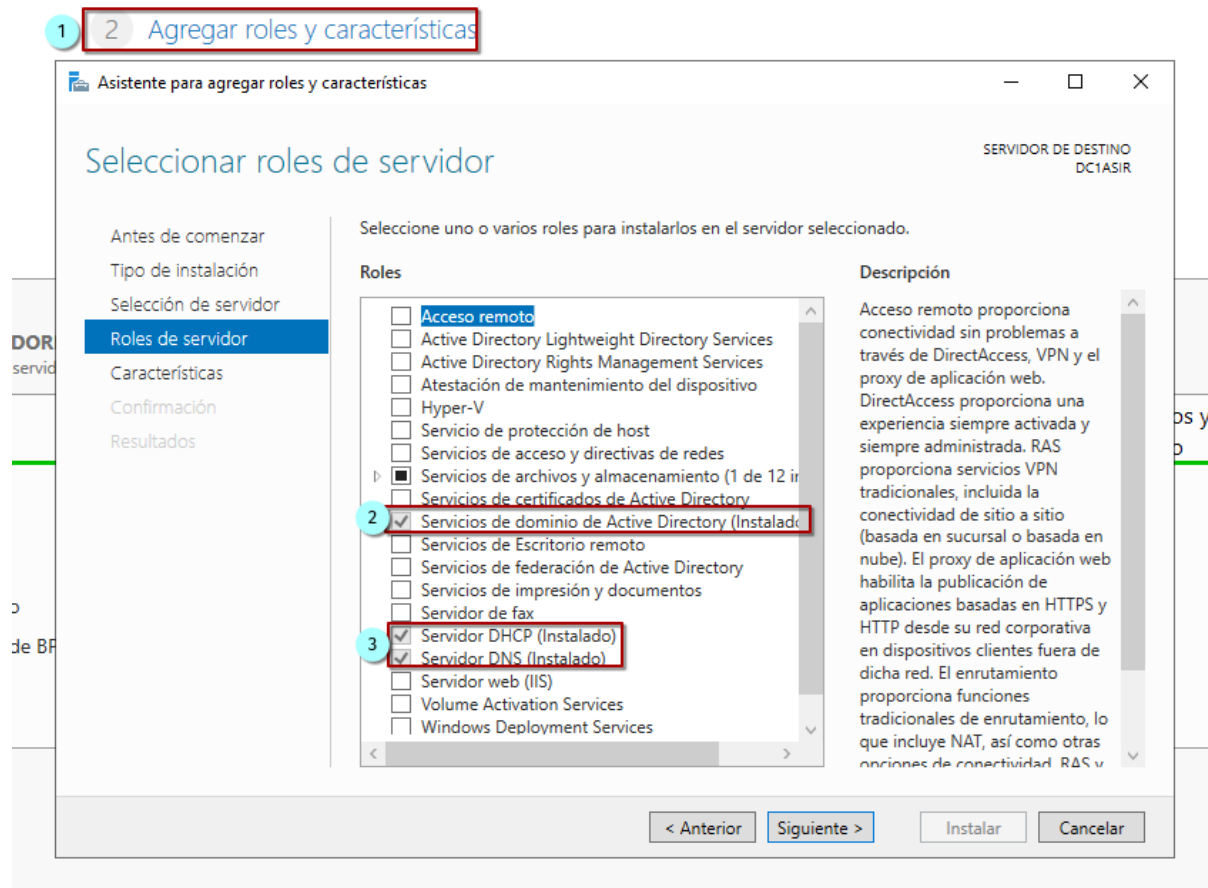 1 2 Agregar roles y características
Asistente para agregar roles y características
Seleccionar roles de servidor
SERVIDOR DE DESTINO
DC1ASIR
Antes de comenzar
Tipo de instalación
Selección de servidor
Roles de servidor
Características
Confirmación
Resultados
Seleccione uno o varios roles para instalarlos en el servidor seleccionado.
Roles
Acceso remoto
Active Directory Lightweight Directory Services
Active Directory Rights Management Services
Atestación de mantenimiento del dispositivo
Hyper-V
Servicio de protección de host
Servicios de acceso y directivas de redes
Servicios de archivos y almacenamiento (1 de 12 in
Servicios de certificados de Active Directory
2 Servicios de dominio de Active Directory (Instalado
Servicios de Escritorio remoto
Servicios de federación de Active Directory
Servicios de impresión y documentos
Servidor de fax
3 Servidor DHCP (Instalado)
Servidor DNS (Instalado)
Servidor web (IIS)
Volume Activation Services
Windows Deployment Services
Descripción
Acceso remoto proporciona
conectividad sin problemas a
través de DirectAccess, VPN y el
proxy de aplicación web.
DirectAccess proporciona una
experiencia siempre activada y
siempre administrada. RAS
proporciona servicios VPN
tradicionales, incluida la
conectividad de sitio a sitio
(basada en sucursal o basada en
nube). El proxy de aplicación web
habilita la publicación de
aplicaciones basadas en HTTPS y
HTTP desde su red corporativa
en dispositivos clientes fuera de
dicha red. El enrutamiento
proporciona funciones
tradicionales de enrutamiento, lo
que incluye NAT, así como otras
opciones de conectividad. RAS y
< Anterior
Siguiente >
Instalar
Cancelar
DOR
servid
o
de BP
os y
o